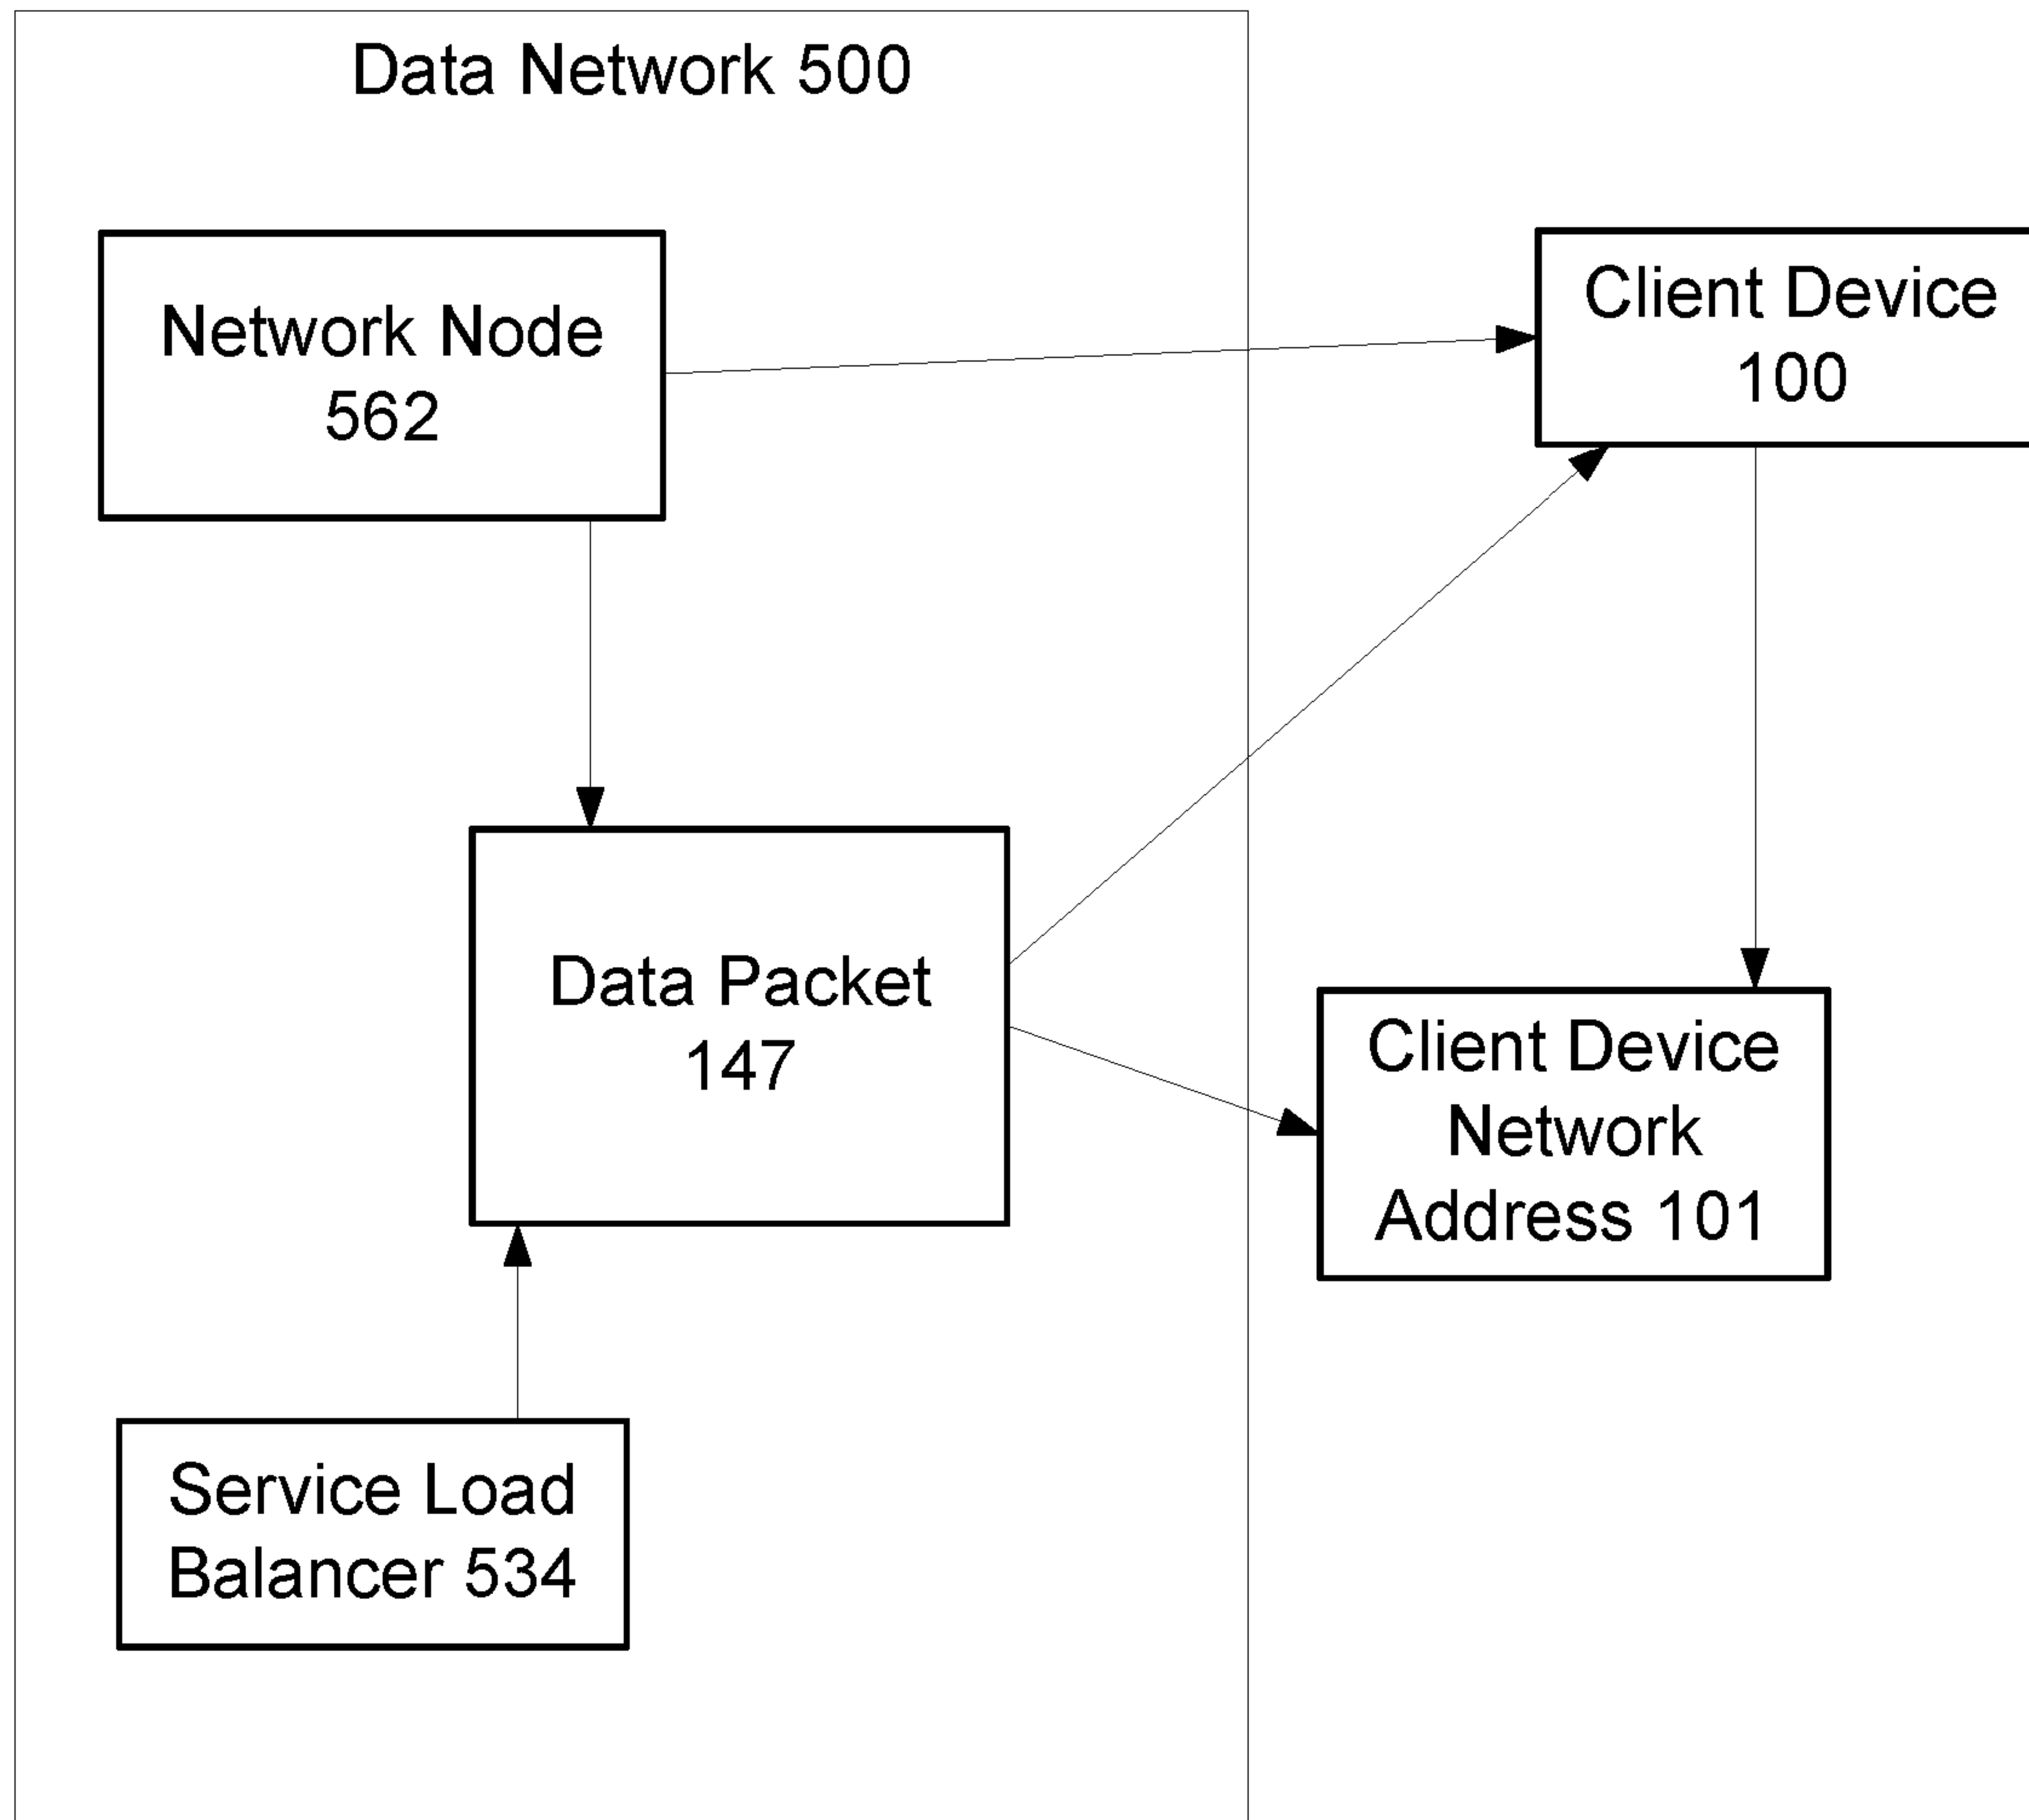 Data Network 500
Network Node
562
Client Device
100
Data Packet
147
Client Device
Network
Address 101
Service Load
Balancer 534